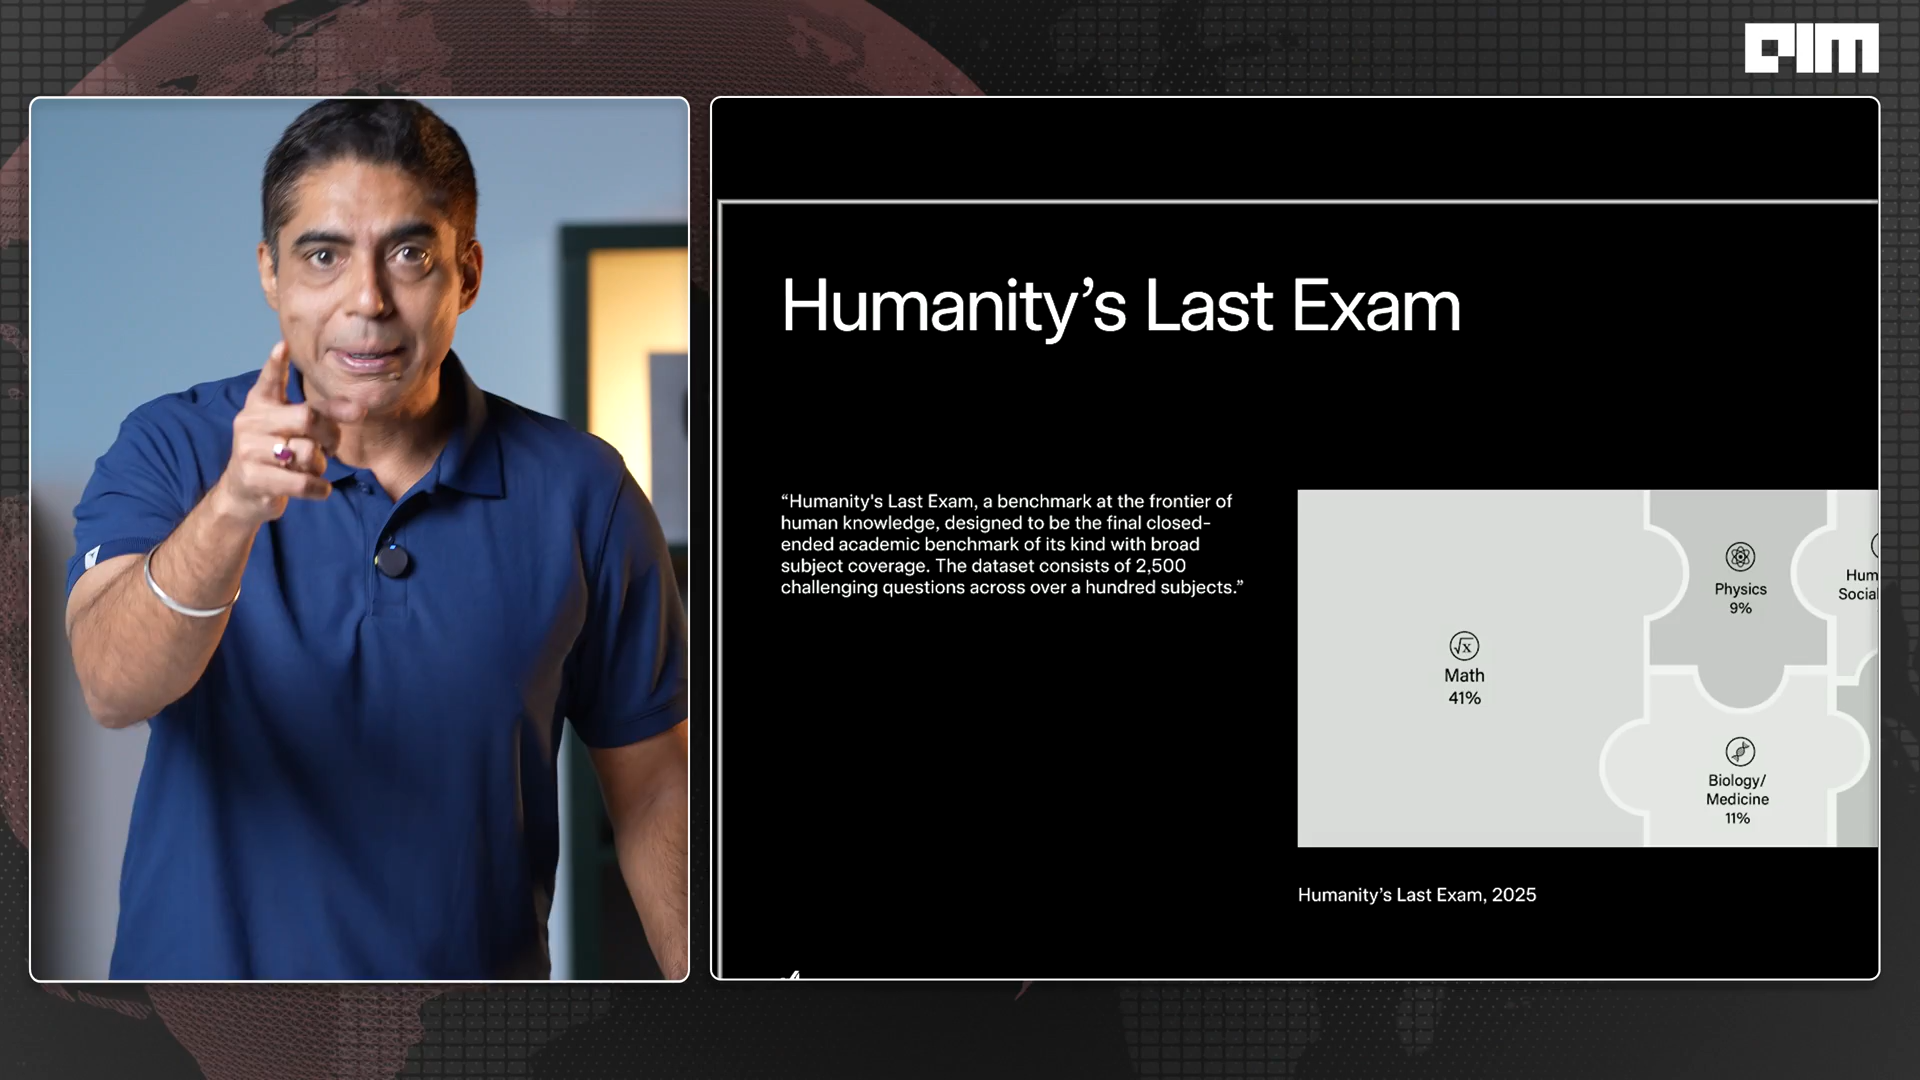 aim
Humanity’s Last Exam
“Humanity's Last Exam, a benchmark at the frontier of
human knowledge, designed to be the final closed-
ended academic benchmark of its kind with broad
subject coverage. The dataset consists of 2,500
challenging questions across over a hundred subjects.”
√x
Math
41%
Physics
9%
Hum
Social
Biology/
Medicine
11%
Humanity’s Last Exam, 2025